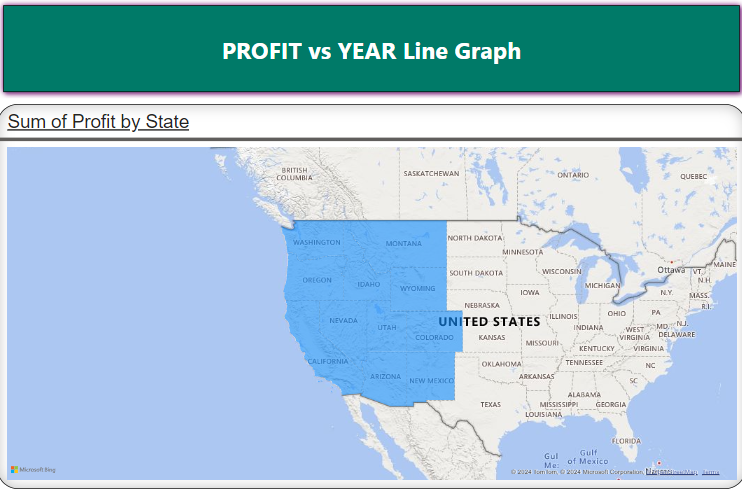 PROFIT vs YEAR Line Graph
Sum of Profit by State
BRITISH
COLUMBIA
SASKATCHEWAN
ONTARIO
QUEBEC
WASHINGTON
MONTANA
NORTH DAKOTA
MINNESOTA
OREGON
IDAHO
WYOMING
SOUTH DAKOTA
WISCONSIN
MICHIGAN
Ottawa
VT.
MAINE
N.H.
N.Y.
MASS.
R.I.
NEBRASKA
IOWA
NEVADA
UTAH
COLORADO
UNITED STATES
KANSAS
MISSOURI
ILLINOIS
INDIANA
OHIO
PA
N.J.
MD
DELAWARE
WEST
VIRGINIA
KENTUCKY
VIRGINIA
CALIFORNIA
ARIZONA
NEW MEXICO
OKLAHOMA
ARKANSAS
TENNESSEE
NC
SC
TEXAS
MISSISSIPPI
ALABAMA
GEORGIA
LOUISIANA
FLORIDA
Gulf
of Mexico
Gul
Me:
Microsoft Bing
© 2024 TomTom, © 2024 Microsoft Corporation,
Terms